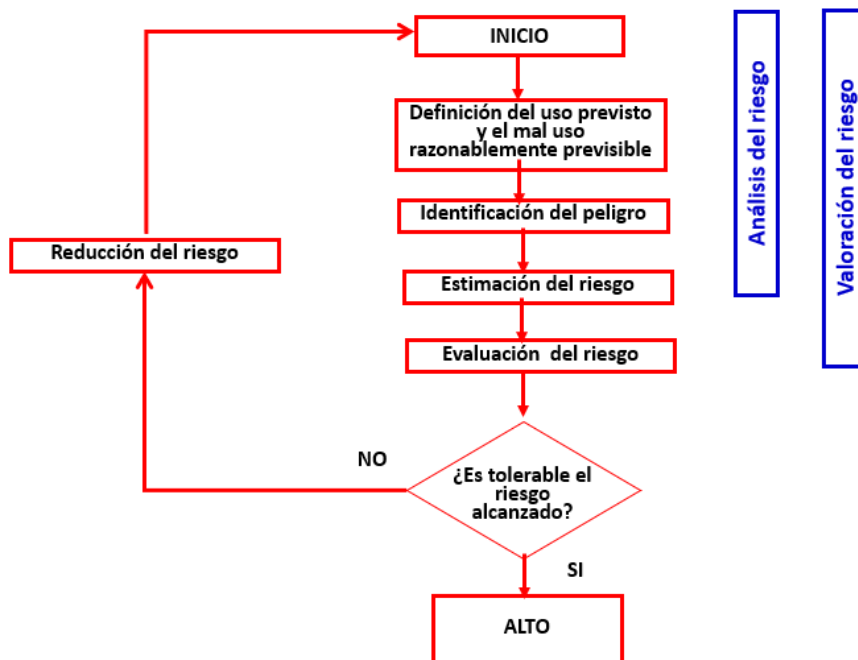 INICIO
Definición del uso previsto
y el mal uso
razonablemente previsible
Identificación del peligro
Reducción del riesgo
Estimación del riesgo
Evaluación del riesgo
NO
¿Es tolerable el
riesgo
alcanzado?
SI
ALTO
Análisis del riesgo
Valoración del riesgo